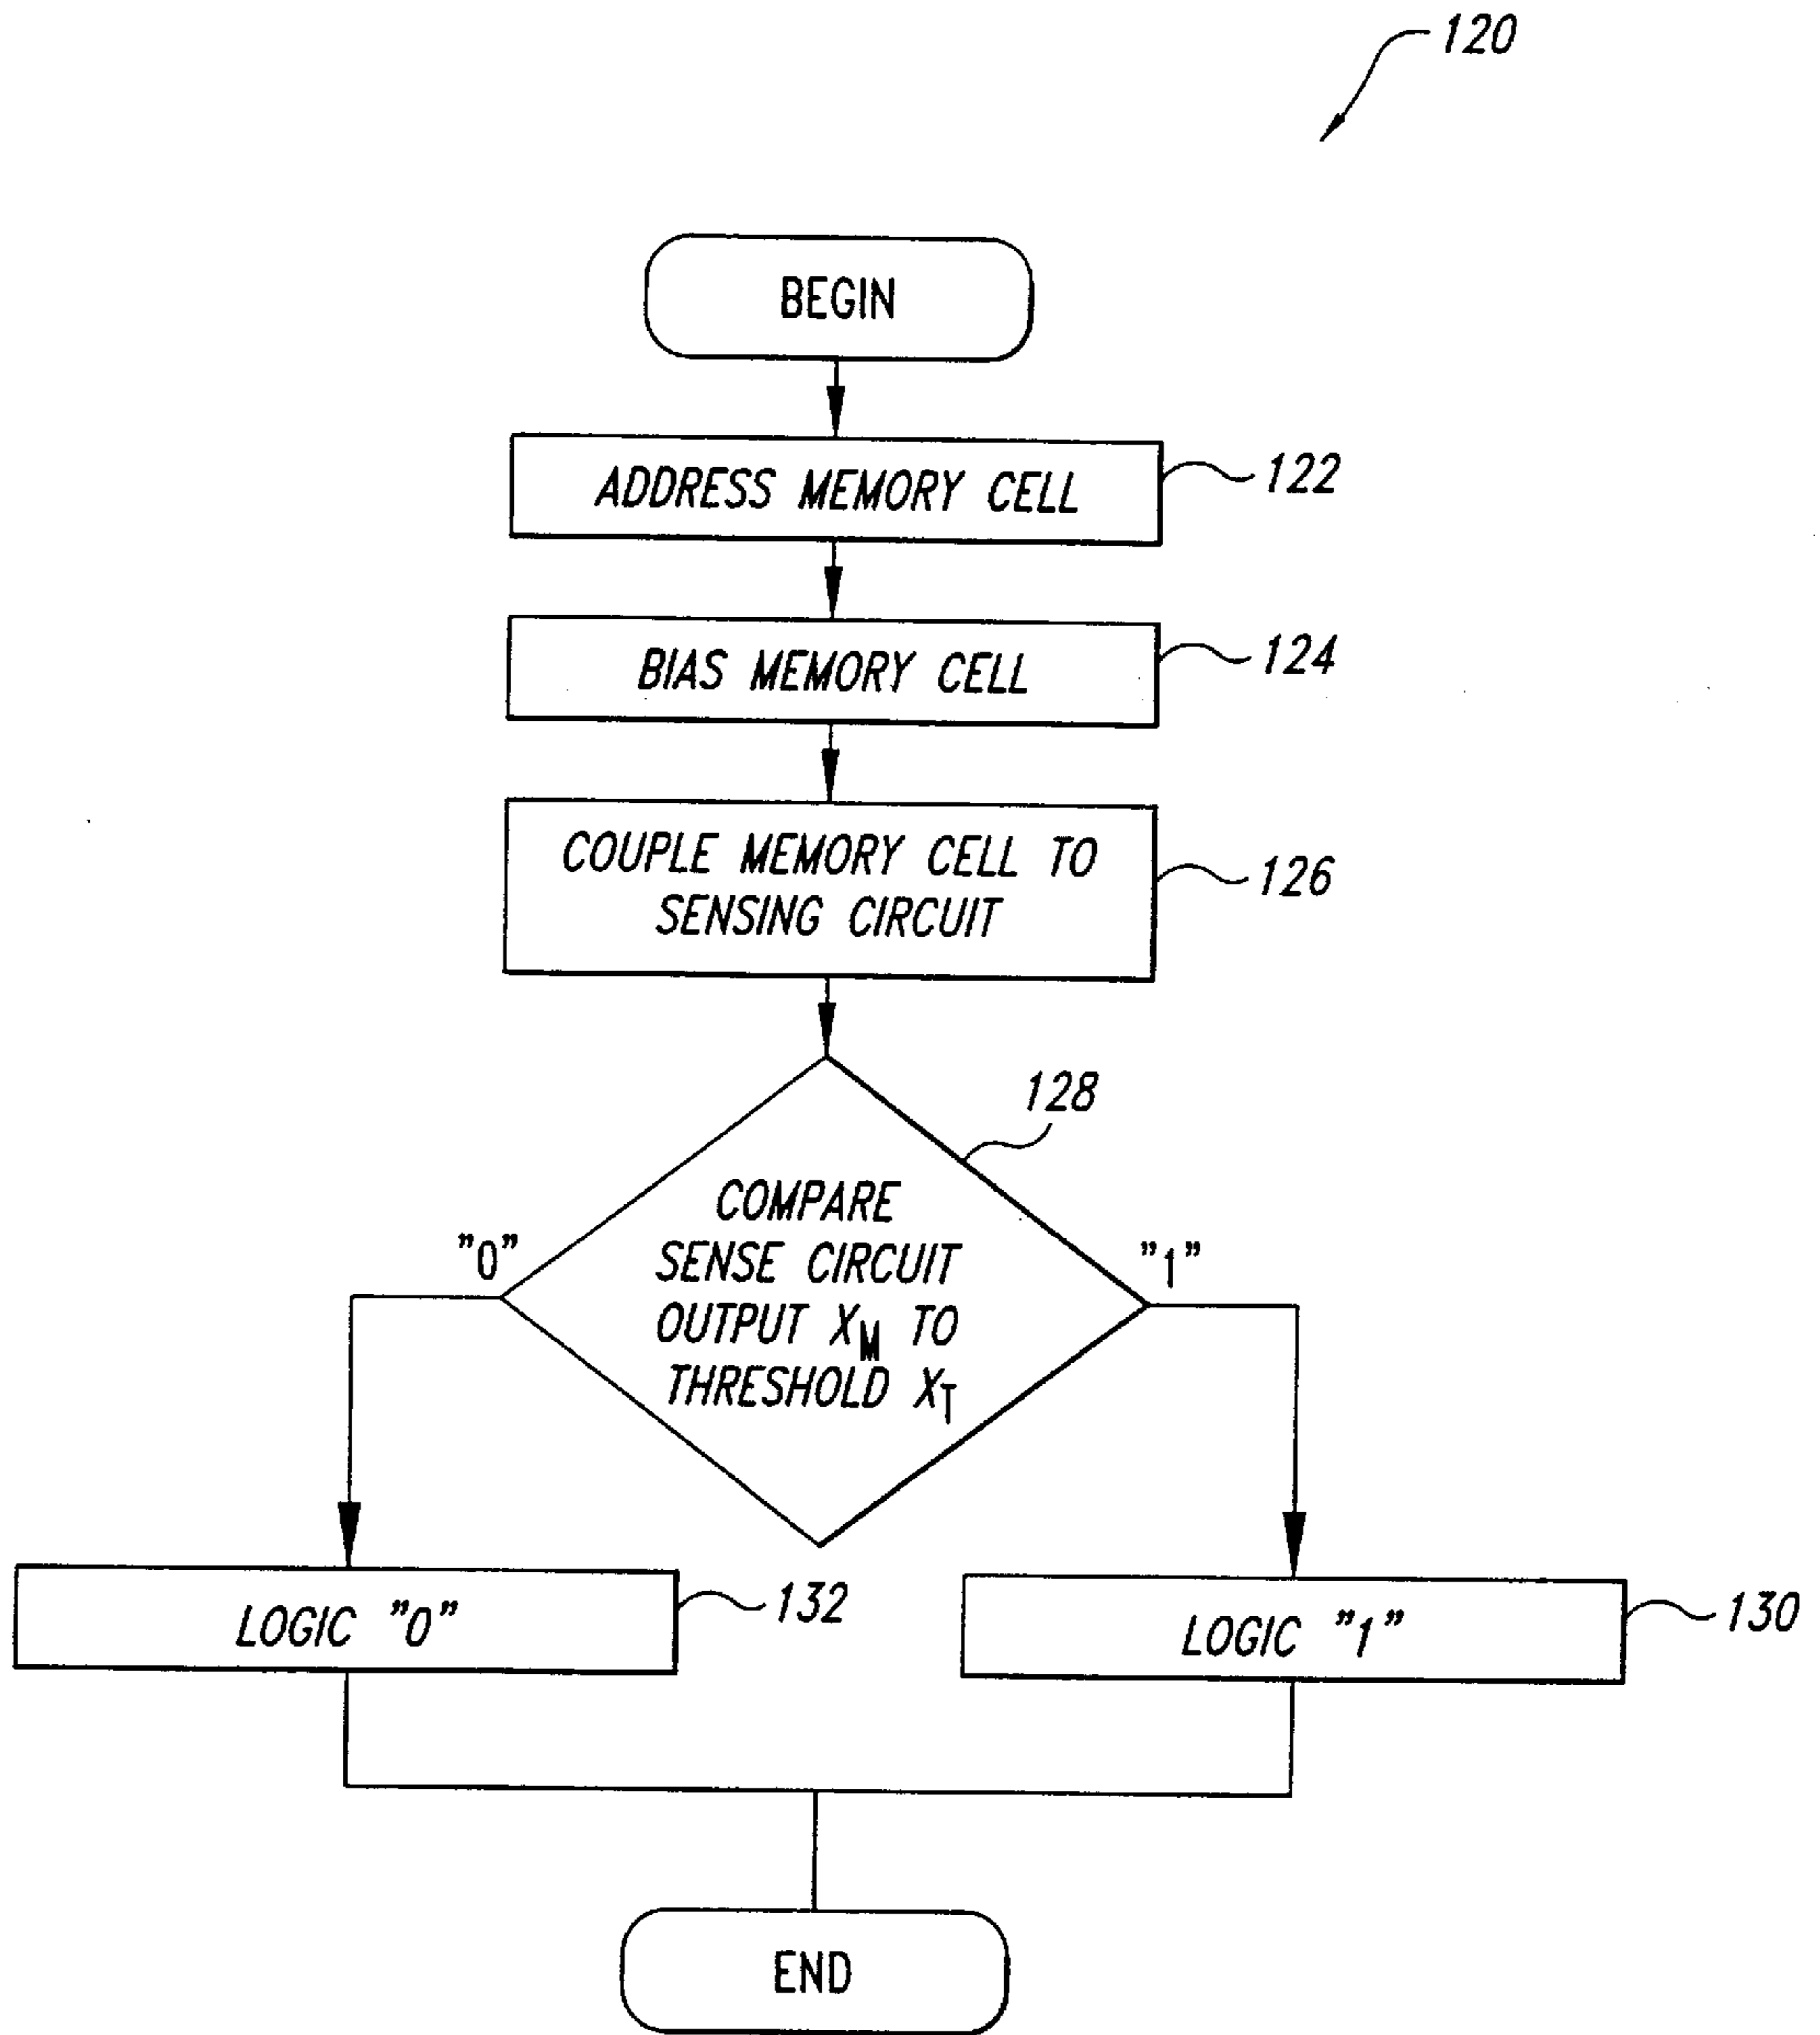 120
BEGIN
ADDRESS MEMORY CELL
122
BIAS MEMORY CELL
124
COUPLE MEMORY CELL TO
SENSING CIRCUIT
126
128
COMPARE
SENSE CIRCUIT
OUTPUT XM TO
THRESHOLD XT
"0"
"1"
LOGIC "0"
132
LOGIC "1"
130
END